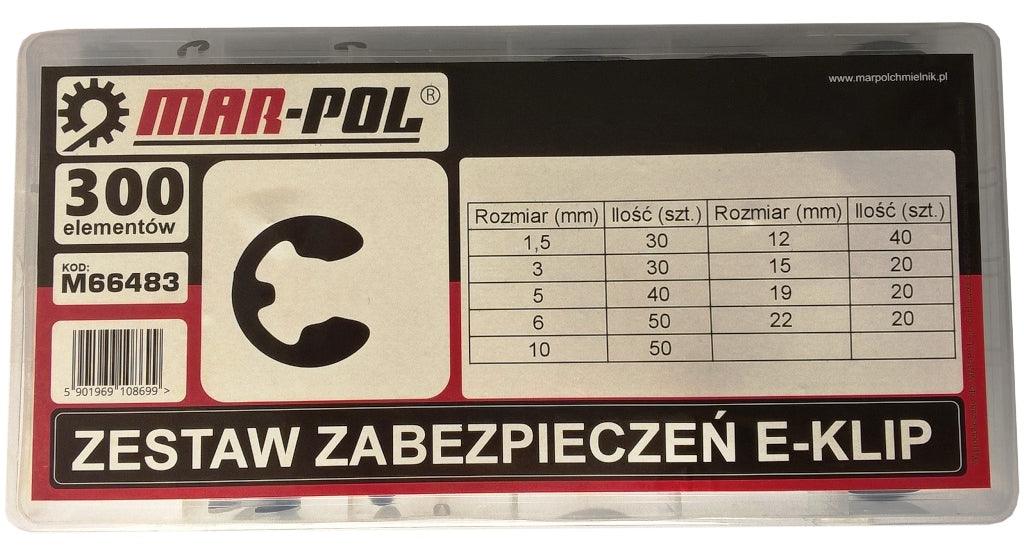 www.marpolchmielnik.pl
MAR-POL®
300
elementów
KOD:
M66483
5 901969 108699 >
Rozmiar (mm) Ilość (szt.) Rozmiar (mm) Ilość (szt.)
1,5 30 12 40
3 30 15 20
5 40 19 20
6 50 22 20
10 50
ZESTAW ZABEZPIECZEŃ E-KLIP